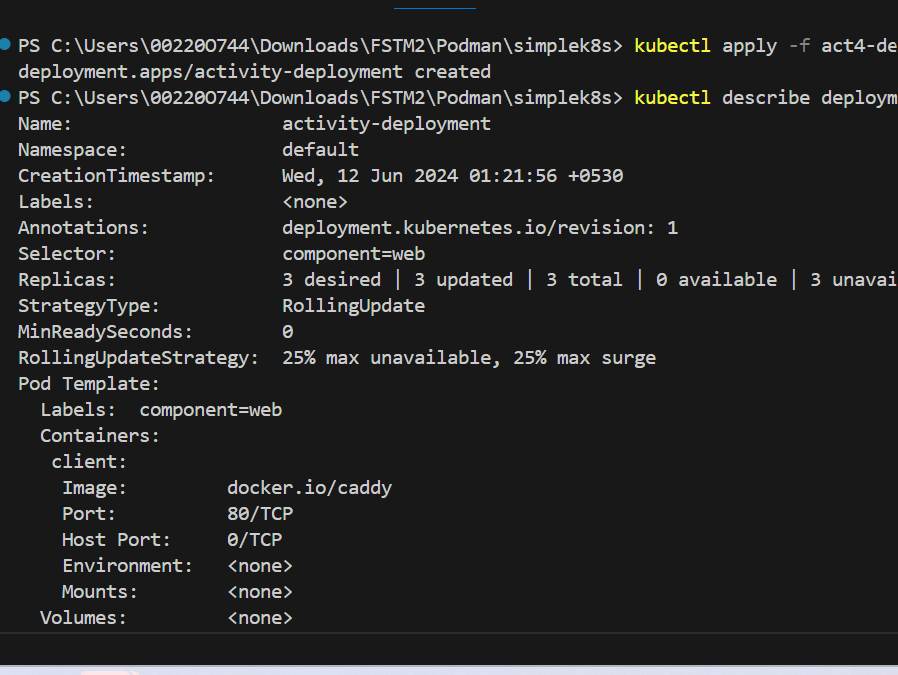 PS C:\Users\00220O744\Downloads\FSTM2\Podman\simplek8s> kubectl apply -f act4-de
deployment.apps/activity-deployment created
PS C:\Users\00220O744\Downloads\FSTM2\Podman\simplek8s> kubectl describe deploym
Name:                   activity-deployment
Namespace:              default
CreationTimestamp:      Wed, 12 Jun 2024 01:21:56 +0530
Labels:                 <none>
Annotations:            deployment.kubernetes.io/revision: 1
Selector:               component=web
Replicas:               3 desired | 3 updated | 3 total | 0 available | 3 unavai
StrategyType:           RollingUpdate
MinReadySeconds:        0
RollingUpdateStrategy:  25% max unavailable, 25% max surge
Pod Template:
  Labels:  component=web
  Containers:
   client:
    Image:         docker.io/caddy
    Port:          80/TCP
    Host Port:     0/TCP
    Environment:   <none>
    Mounts:        <none>
  Volumes:         <none>